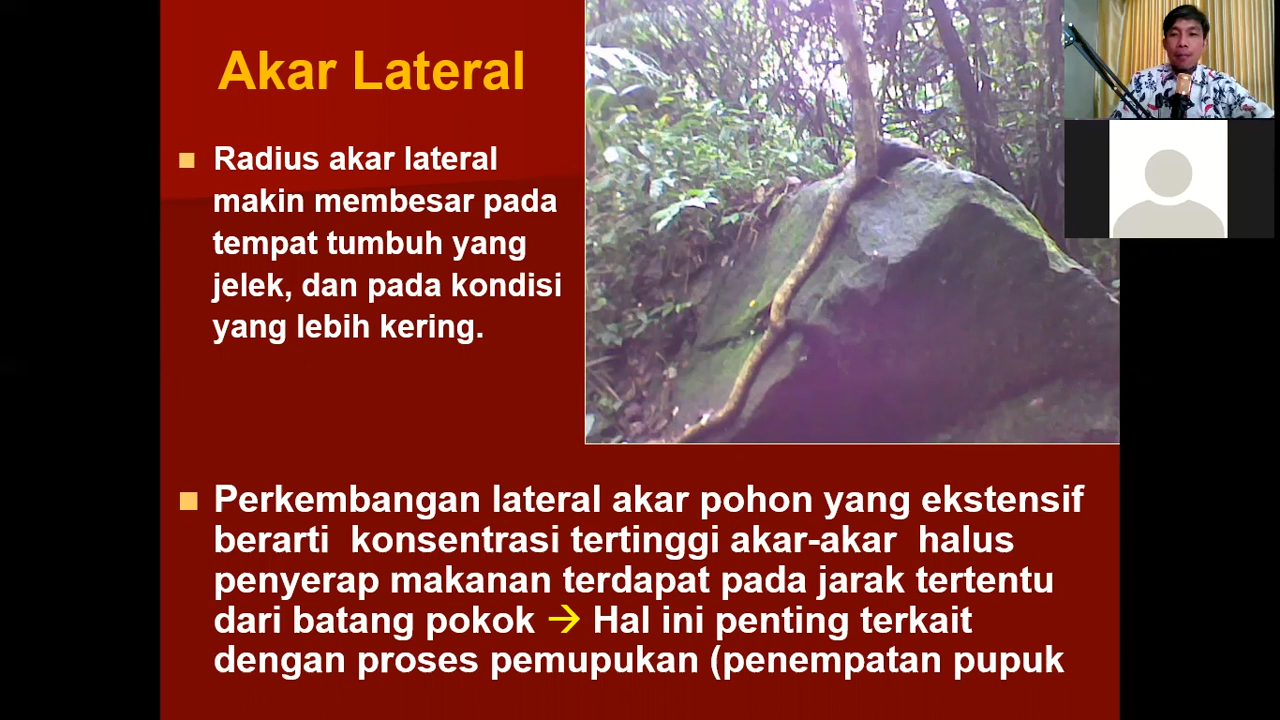 Akar Lateral
Radius akar lateral
makin membesar pada
tempat tumbuh yang
jelek, dan pada kondisi
yang lebih kering.
Perkembangan lateral akar pohon yang ekstensif
berarti konsentrasi tertinggi akar-akar halus
penyerap makanan terdapat pada jarak tertentu
dari batang pokok → Hal ini penting terkait
dengan proses pemupukan (penempatan pupuk